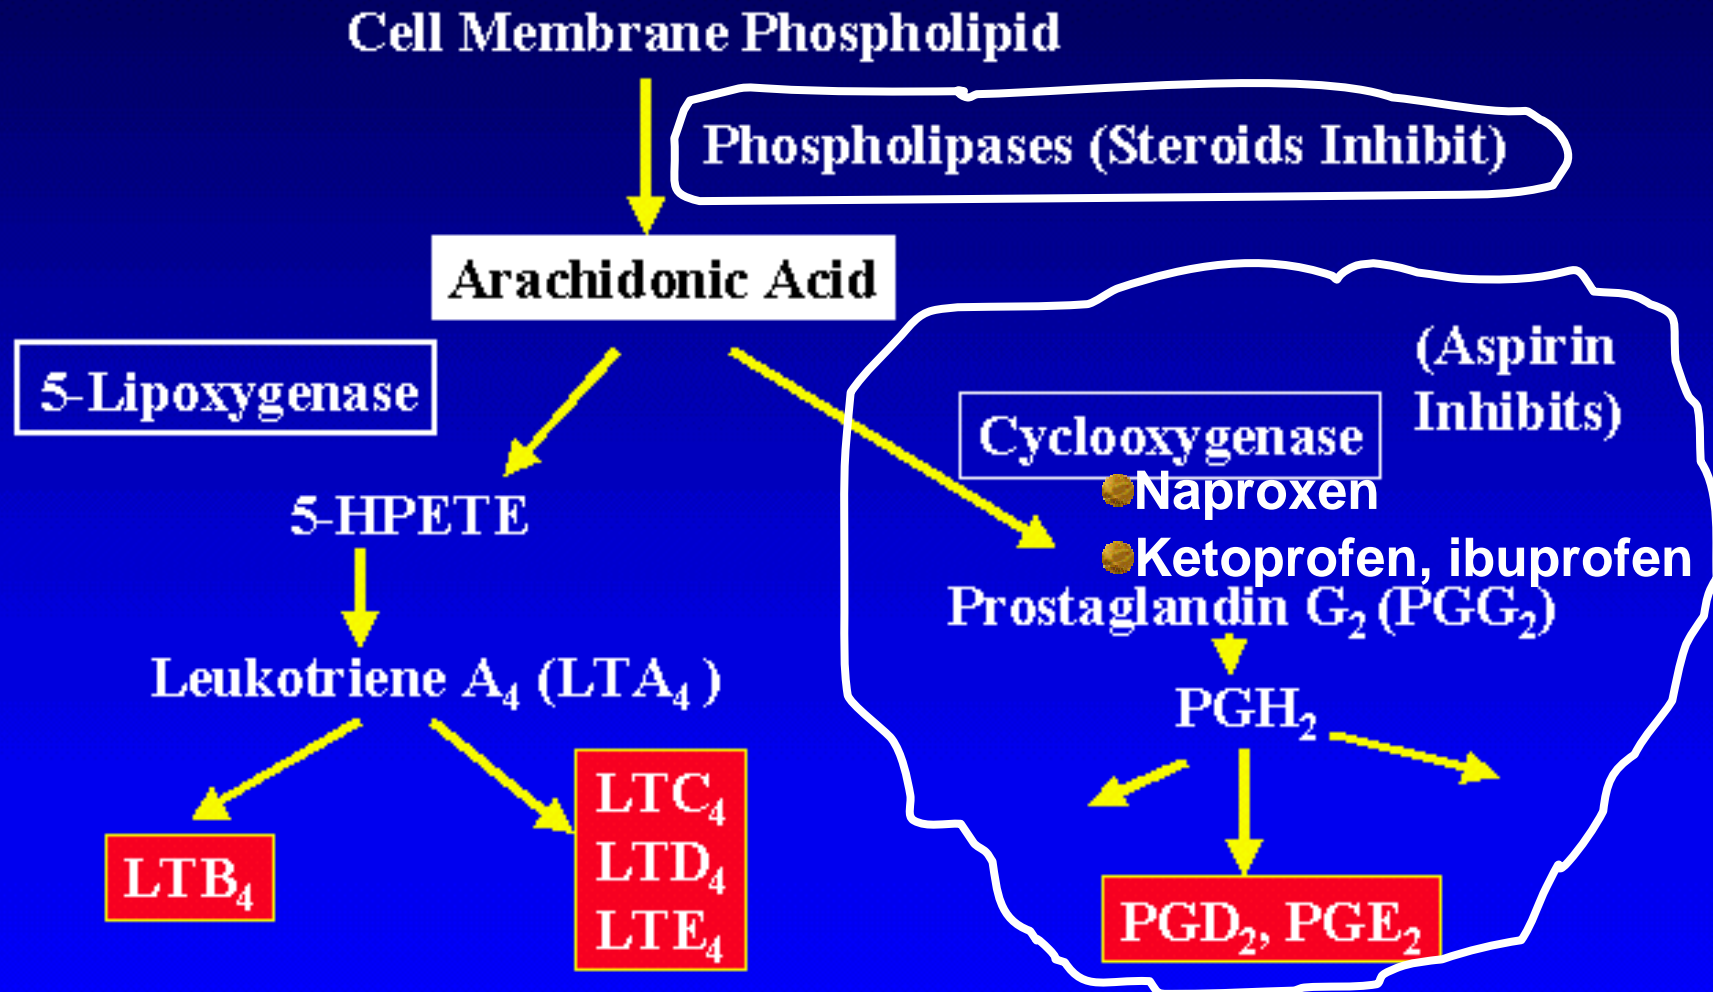 Cell Membrane Phospholipid
Phospholipases (Steroids Inhibit)
Arachidonic Acid
5-Lipoxygenase
(Aspirin
Inhibits)
Cyclooxygenase
Naproxen
Ketoprofen, ibuprofen
5-HPETE
Prostaglandin G₂ (PGG₂)
Leukotriene A₄ (LTA₄ )
PGH₂
LTB₄
LTC₄
LTD₄
LTE₄
PGD₂, PGE₂